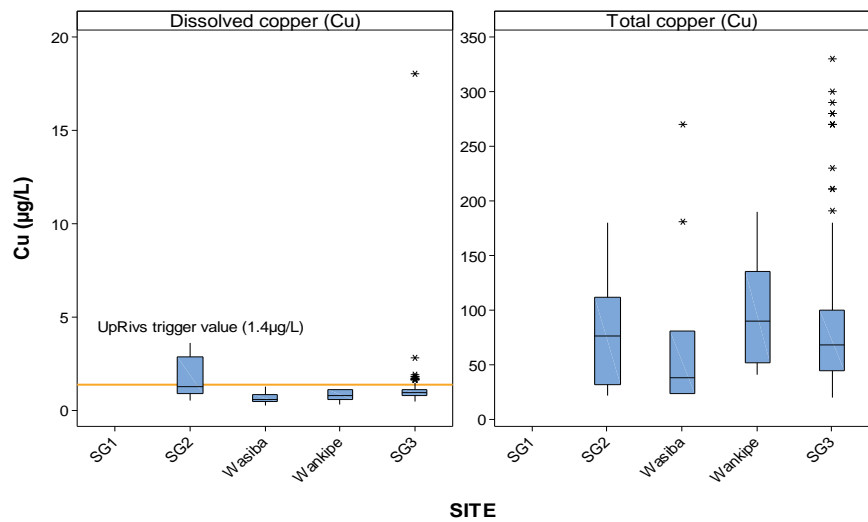 Dissolved copper (Cu)
Total copper (Cu)
Cu (µg/L)
20
15
10
5
0
UpRivs trigger value (1.4µg/L)
SG1
SG2
Wasiba
Wankipe
SG3
350
300
250
200
150
100
50
0
SG1
SG2
Wasiba
Wankipe
SG3
SITE